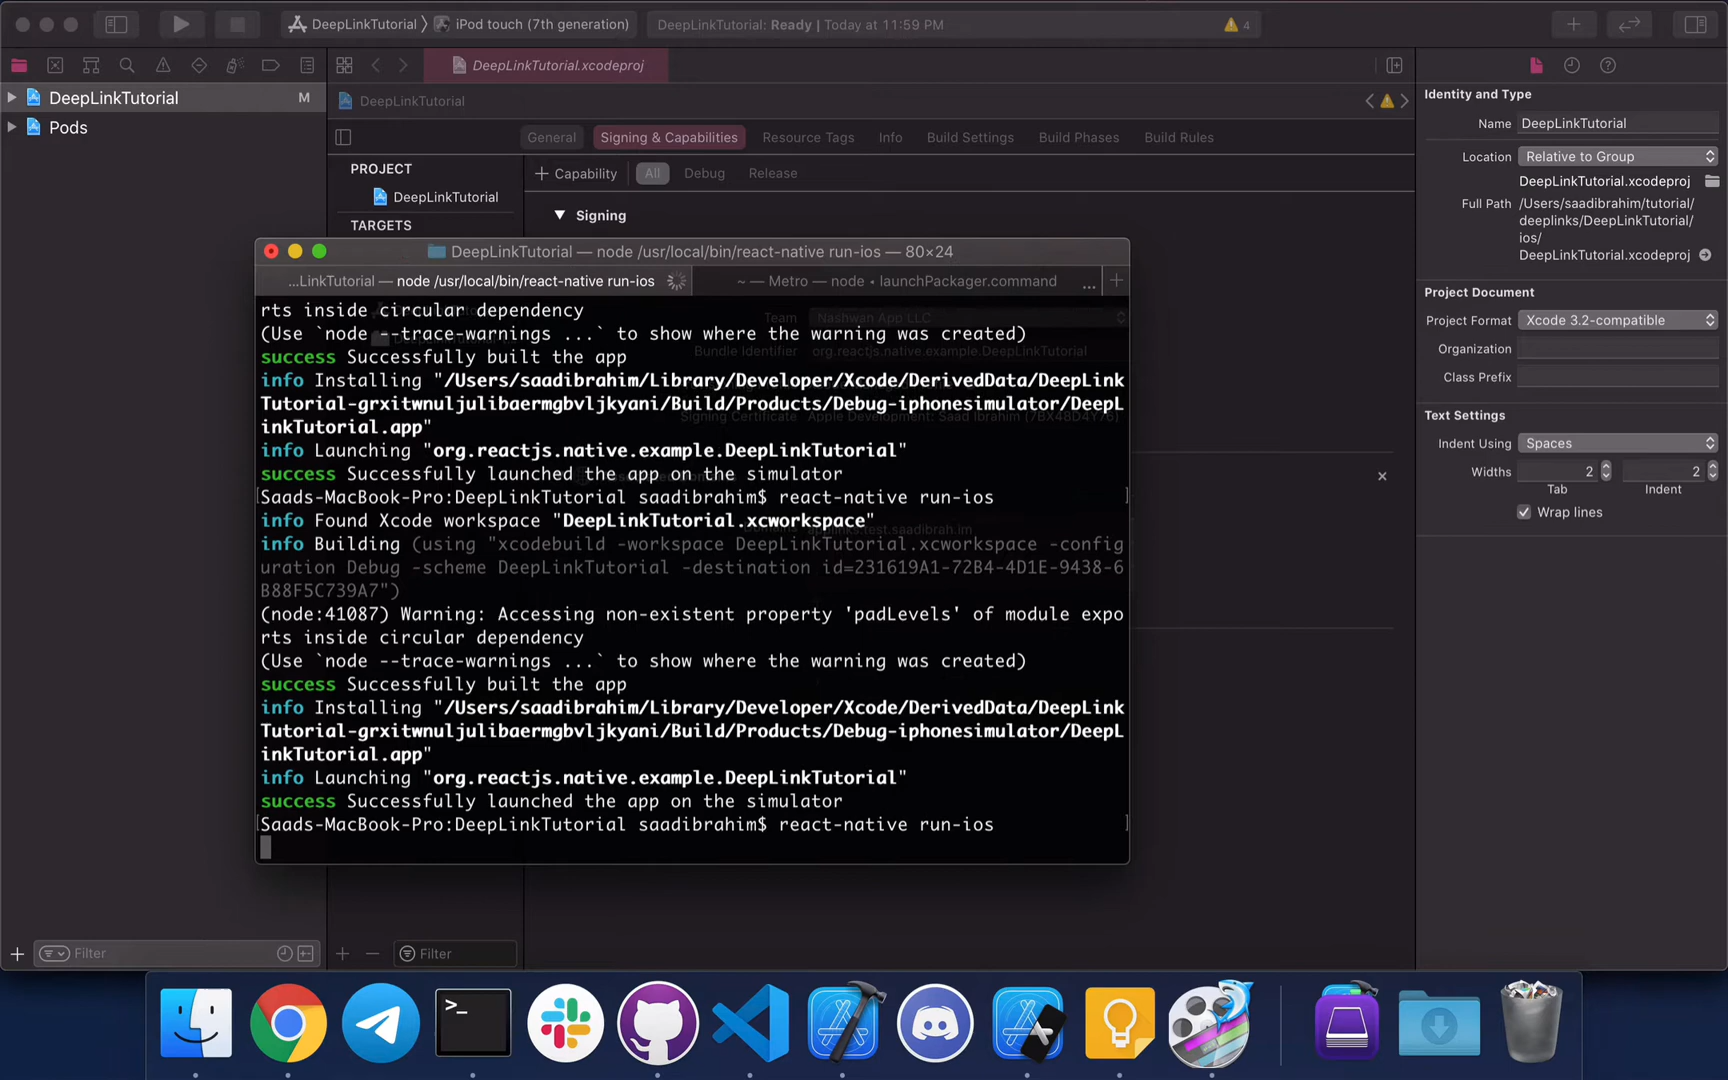 DeepLinkTutorial
iPod touch (7th generation)
DeepLinkTutorial: Ready | Today at 11:59 PM
4
DeepLinkTutorial.xcodeproj
DeepLinkTutorial
M
Pods
DeepLinkTutorial
General
Signing & Capabilities
Resource Tags
Info
Build Settings
Build Phases
Build Rules
PROJECT
DeepLinkTutorial
TARGETS
+ Capability
All
Debug
Release
Signing
DeepLinkTutorial — node /usr/local/bin/react-native run-ios — 80×24
...LinkTutorial — node /usr/local/bin/react-native run-ios
~ — Metro — node • launchPackager.command
...
Team
Nashwan App LLC
Bundle Identifier
org.reactjs.native.example.DeepLinkTutorial
Signing Certificate
rts inside circular dependency
(Use `node --trace-warnings ...` to show where the warning was created)
success Successfully built the app
info Installing "/Users/saadibrahim/Library/Developer/Xcode/DerivedData/DeepLink
Tutorial-grxitwnuljulibaermgbvljkyani/Build/Products/Debug-iphonesimulator/DeepL
inkTutorial.app"
info Launching "org.reactjs.native.example.DeepLinkTutorial"
success Successfully launched the app on the simulator
[Saads-MacBook-Pro:DeepLinkTutorial saadibrahim$ react-native run-ios ]
info Found Xcode workspace "DeepLinkTutorial.xcworkspace"
info Building (using "xcodebuild -workspace DeepLinkTutorial.xcworkspace -config
uration Debug -scheme DeepLinkTutorial -destination id=231619A1-72B4-4D1E-9438-6
B88F5C739A7")
(node:41087) Warning: Accessing non-existent property 'padLevels' of module expo
rts inside circular dependency
(Use `node --trace-warnings ...` to show where the warning was created)
success Successfully built the app
info Installing "/Users/saadibrahim/Library/Developer/Xcode/DerivedData/DeepLink
Tutorial-grxitwnuljulibaermgbvljkyani/Build/Products/Debug-iphonesimulator/DeepL
inkTutorial.app"
info Launching "org.reactjs.native.example.DeepLinkTutorial"
success Successfully launched the app on the simulator
[Saads-MacBook-Pro:DeepLinkTutorial saadibrahim$ react-native run-ios ]
Filter
Filter
Identity and Type
Name DeepLinkTutorial
Location Relative to Group
DeepLinkTutorial.xcodeproj
Full Path /Users/saadibrahim/tutorial/
deeplinks/DeepLinkTutorial/
ios/
DeepLinkTutorial.xcodeproj
Project Document
Project Format Xcode 3.2-compatible
Organization
Class Prefix
Text Settings
Indent Using Spaces
Widths 2 2
Tab Indent
Wrap lines
>_